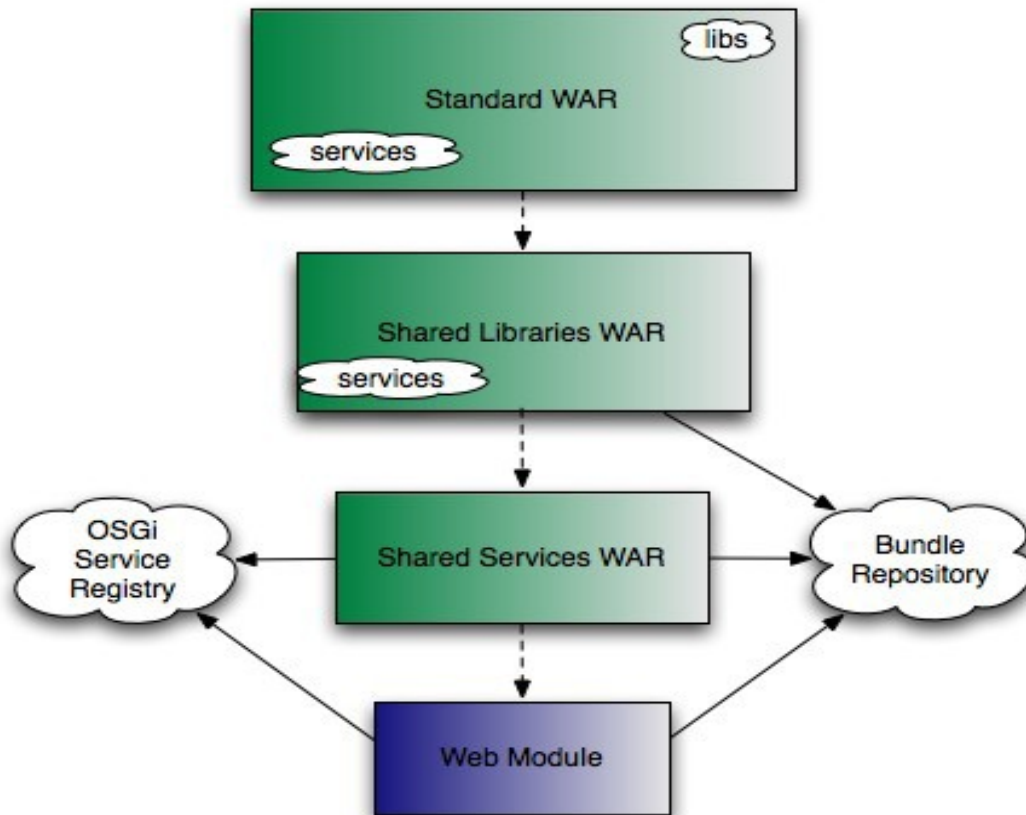 libs
Standard WAR
services
Shared Libraries WAR
services
OSGi
Service
Registry
Shared Services WAR
Bundle
Repository
Web Module